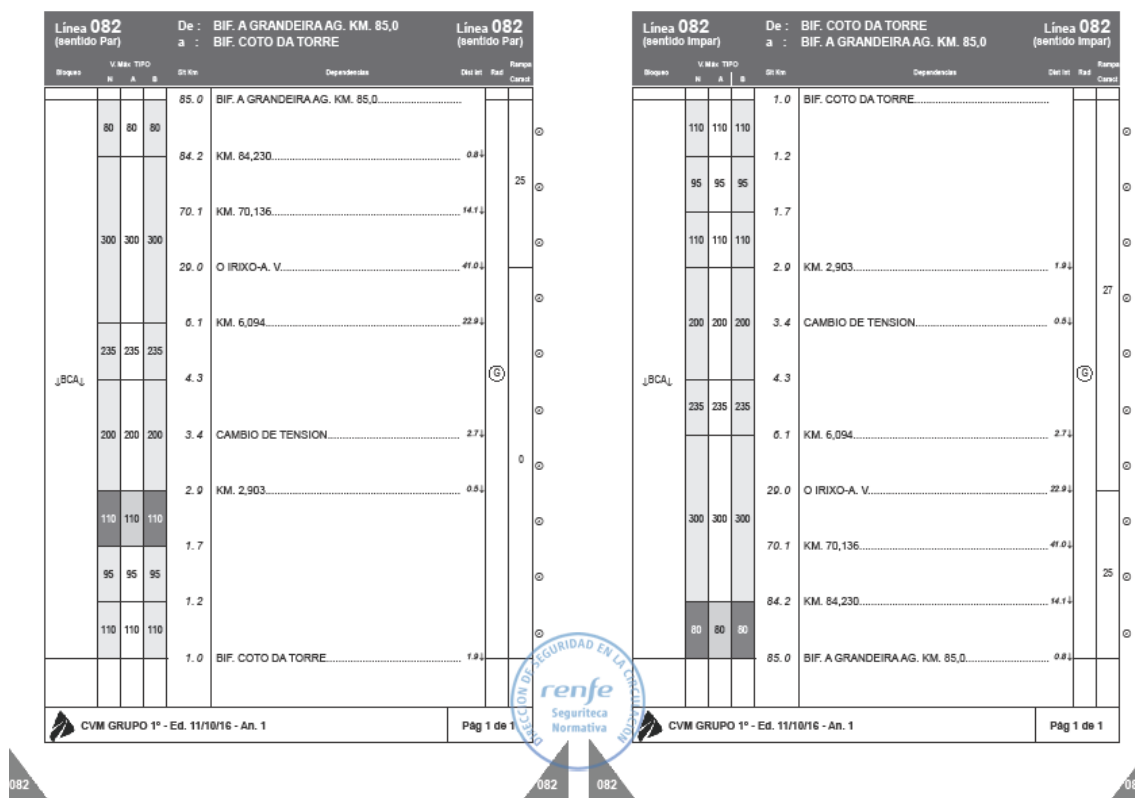 Línea 082
(sentido Par)
De : BIF. A GRANDEIRA AG. KM. 85,0
a : BIF. COTO DA TORRE
Línea 082
(sentido Par)
Bloqueo
V. Máx TIPO
N A B
Sit Km
Dependencias
Dist Int
Rad
Rampa
Caract
85.0 BIF. A GRANDEIRA AG. KM. 85,0
80 80 80
84.2 KM. 84,230 0.8↓
25
70.1 KM. 70,136 14.1↓
300 300 300
29.0 O IRIXO-A. V. 41.0↓
6.1 KM. 6,094 22.9↓
235 235 235
↓BCA↓
4.3
G
200 200 200
3.4 CAMBIO DE TENSION 2.7↓
0
2.9 KM. 2,903 0.5↓
110 110 110
1.7
95 95 95
1.2
110 110 110
1.0 BIF. COTO DA TORRE 1.9↓
CVM GRUPO 1º - Ed. 11/10/16 - An. 1
Pág 1 de 1
082
082
Línea 082
(sentido Impar)
De : BIF. COTO DA TORRE
a : BIF. A GRANDEIRA AG. KM. 85,0
Línea 082
(sentido Impar)
Bloqueo
V. Máx TIPO
N A B
Sit Km
Dependencias
Dist Int
Rad
Rampa
Caract
1.0 BIF. COTO DA TORRE
110 110 110
1.2
95 95 95
1.7
110 110 110
2.9 KM. 2,903 1.9↓
27
200 200 200
3.4 CAMBIO DE TENSION 0.5↓
↓BCA↓
4.3
G
235 235 235
6.1 KM. 6,094 2.7↓
29.0 O IRIXO-A. V. 22.9↓
300 300 300
70.1 KM. 70,136 41.0↓
25
84.2 KM. 84,230 14.1↓
80 80 80
85.0 BIF. A GRANDEIRA AG. KM. 85,0 0.8↓
CVM GRUPO 1º - Ed. 11/10/16 - An. 1
Pág 1 de 1
082
08
DIRECCIÓN DE SEGURIDAD EN LA CIRCULACIÓN
renfe
Seguriteca
Normativa